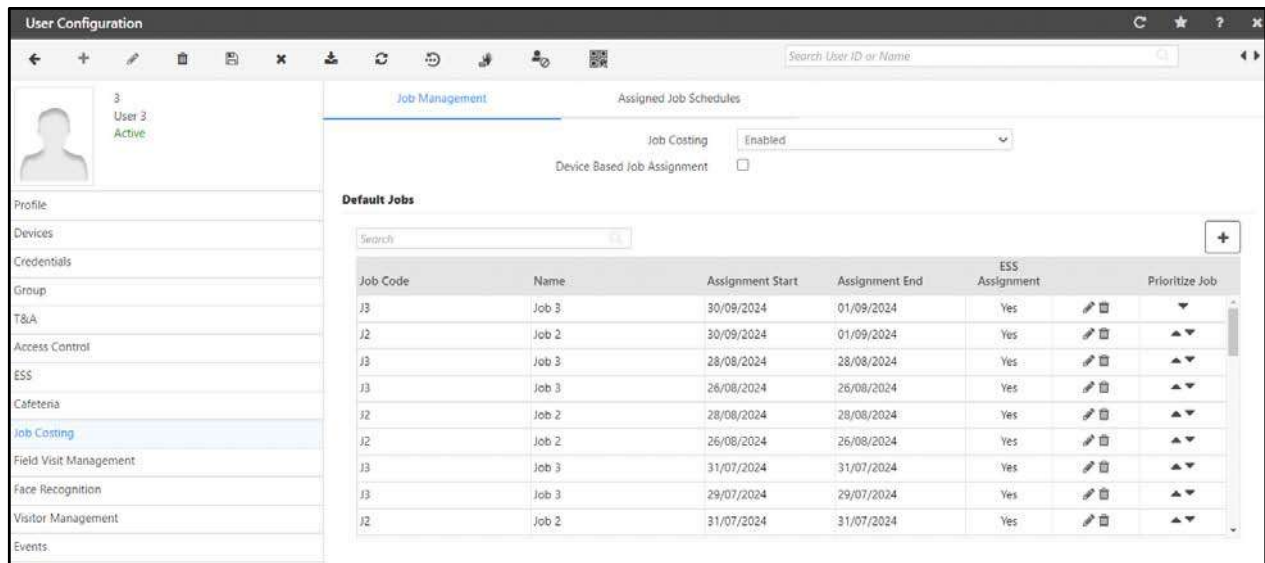 User Configuration
Search User ID or Name
3
User 3
Active
Profile
Devices
Credentials
Group
T&A
Access Control
ESS
Cafeteria
Job Costing
Field Visit Management
Face Recognition
Visitor Management
Events
Job Management Assigned Job Schedules
Job Costing Enabled
Device Based Job Assignment
Default Jobs
Search
Job Code Name Assignment Start Assignment End ESS Assignment Prioritize Job
J3 Job 3 30/09/2024 01/09/2024 Yes
J2 Job 2 30/09/2024 01/09/2024 Yes
J3 Job 3 28/08/2024 28/08/2024 Yes
J3 Job 3 26/08/2024 26/08/2024 Yes
J2 Job 2 28/08/2024 28/08/2024 Yes
J2 Job 2 26/08/2024 26/08/2024 Yes
J3 Job 3 31/07/2024 31/07/2024 Yes
J3 Job 3 29/07/2024 29/07/2024 Yes
J2 Job 2 31/07/2024 31/07/2024 Yes